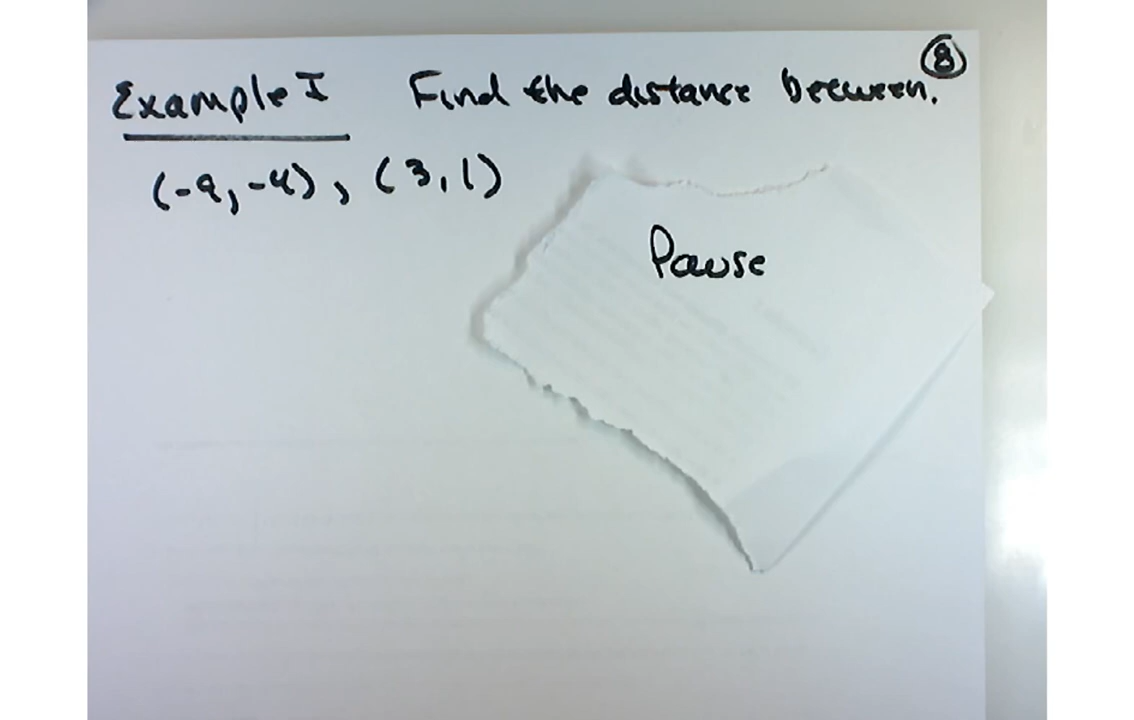 8
Example I Find the distance between.
(-9,-4), (3,1)
Pause